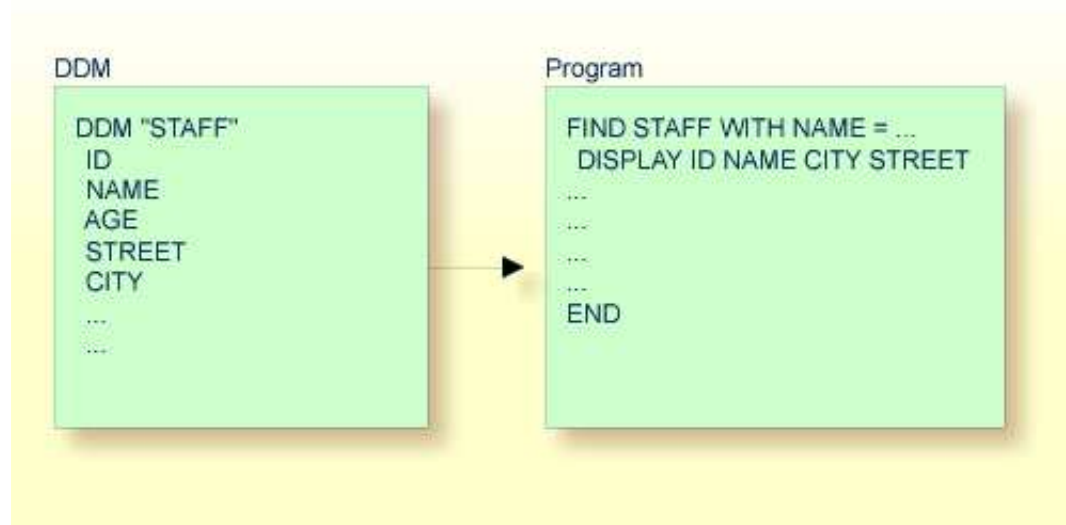 DDM
DDM "STAFF"
ID
NAME
AGE
STREET
CITY
...
...
Program
FIND STAFF WITH NAME = ...
DISPLAY ID NAME CITY STREET
...
...
...
...
END